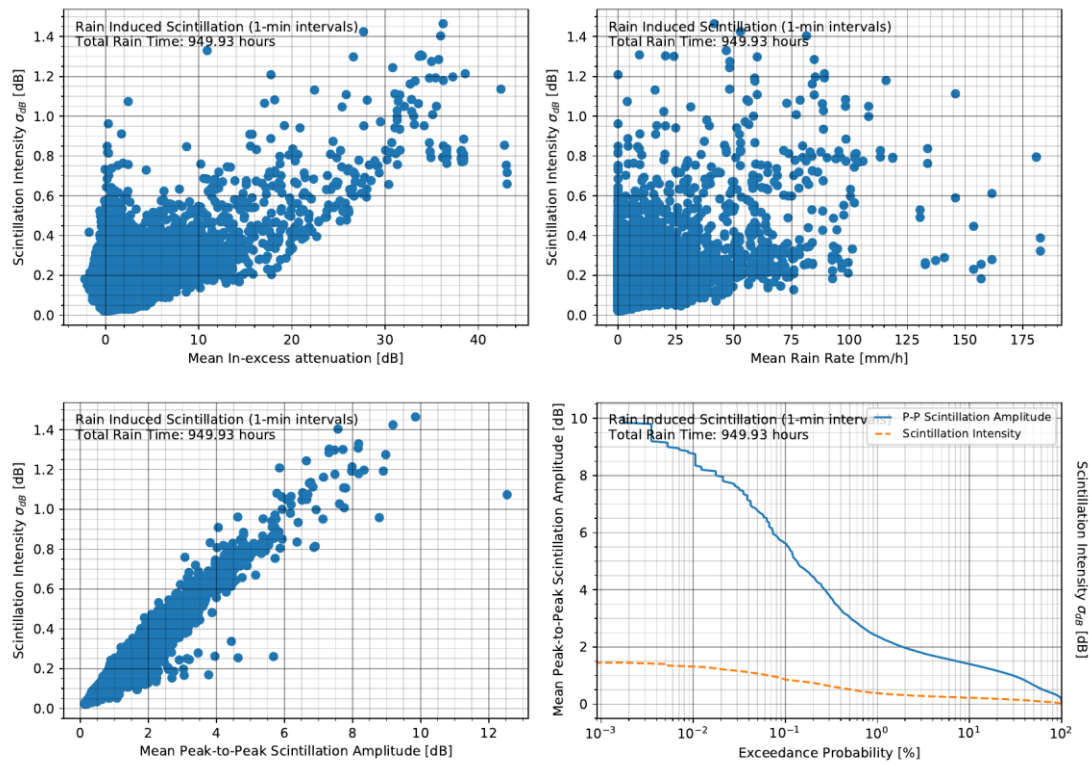 Rain Induced Scintillation (1-min intervals)
Total Rain Time: 949.93 hours
Scintillation Intensity σdB [dB]
1.4
1.2
1.0
0.8
0.6
0.4
0.2
0.0
0 10 20 30 40
Mean In-excess attenuation [dB]
Rain Induced Scintillation (1-min intervals)
Total Rain Time: 949.93 hours
Scintillation Intensity σdB [dB]
1.4
1.2
1.0
0.8
0.6
0.4
0.2
0.0
0 25 50 75 100 125 150 175
Mean Rain Rate [mm/h]
Rain Induced Scintillation (1-min intervals)
Total Rain Time: 949.93 hours
Scintillation Intensity σdB [dB]
1.4
1.2
1.0
0.8
0.6
0.4
0.2
0.0
0 2 4 6 8 10 12
Mean Peak-to-Peak Scintillation Amplitude [dB]
Rain Induced Scintillation (1-min intervals)
Total Rain Time: 949.93 hours
P-P Scintillation Amplitude
Scintillation Intensity
Mean Peak-to-Peak Scintillation Amplitude [dB]
10
8
6
4
2
0
10⁻³ 10⁻² 10⁻¹ 10⁰ 10¹ 10²
Exceedance Probability [%]
Scintillation Intensity σdB [dB]